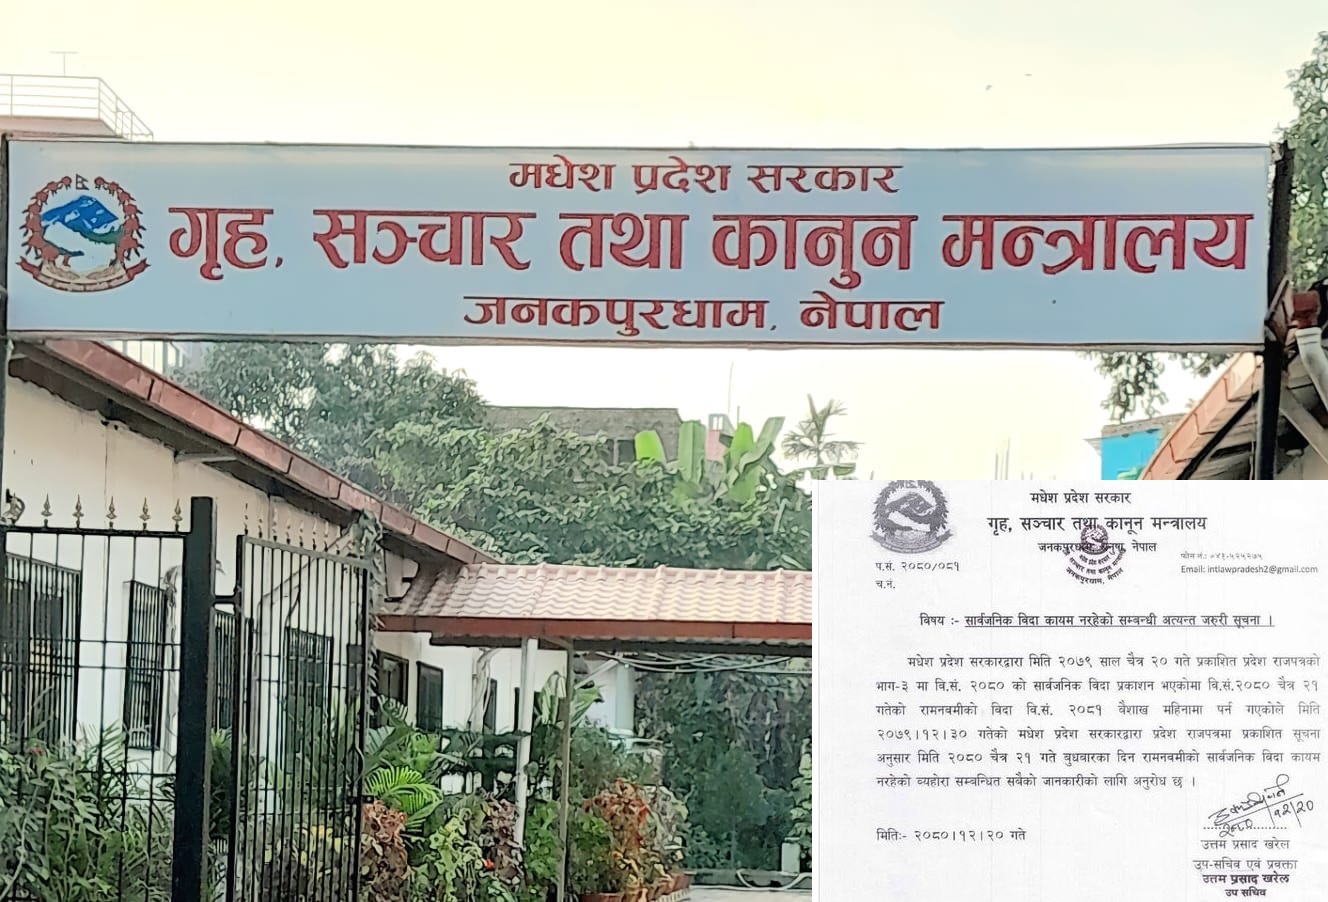 मधेश प्रदेश सरकार
गृह, सञ्चार तथा कानुन मन्त्रालय
जनकपुरधाम, नेपाल
मधेश प्रदेश सरकार
गृह, सञ्चार तथा कानून मन्त्रालय
जनकपुरधाम, धनुषा, नेपाल
फोन नं.: ०४१-५२५२७५
Email: intlawpradesh2@gmail.com
प.सं. २०८०/०८१
च.नं.
विषय :- सार्वजनिक विदा कायम नरहेको सम्बन्धी अत्यन्त जरुरी सूचना ।
मधेश प्रदेश सरकारद्वारा मिति २०७९ साल चैत्र २० गते प्रकाशित प्रदेश राजपत्रको
भाग-३ मा वि.सं. २०८० को सार्वजनिक विदा प्रकाशन भएकोमा वि.सं.२०८० चैत्र २१
गतेको रामनवमीको विदा वि.सं. २०८१ वैशाख महिनामा पर्न गएकोले मिति
२०७९।१२।३० गतेको मधेश प्रदेश सरकारद्वारा प्रदेश राजपत्रमा प्रकाशित सूचना
अनुसार मिति २०८० चैत्र २१ गते बुधबारका दिन रामनवमीको सार्वजनिक विदा कायम
नरहेको व्यहोरा सम्बन्धित सबैको जानकारीको लागि अनुरोध छ ।
मितिः- २०८०।१२।२० गते
उत्तम प्रसाद खरेल
उप-सचिव एवं प्रवक्ता
उत्तम प्रसाद खरेल
उप सचिव